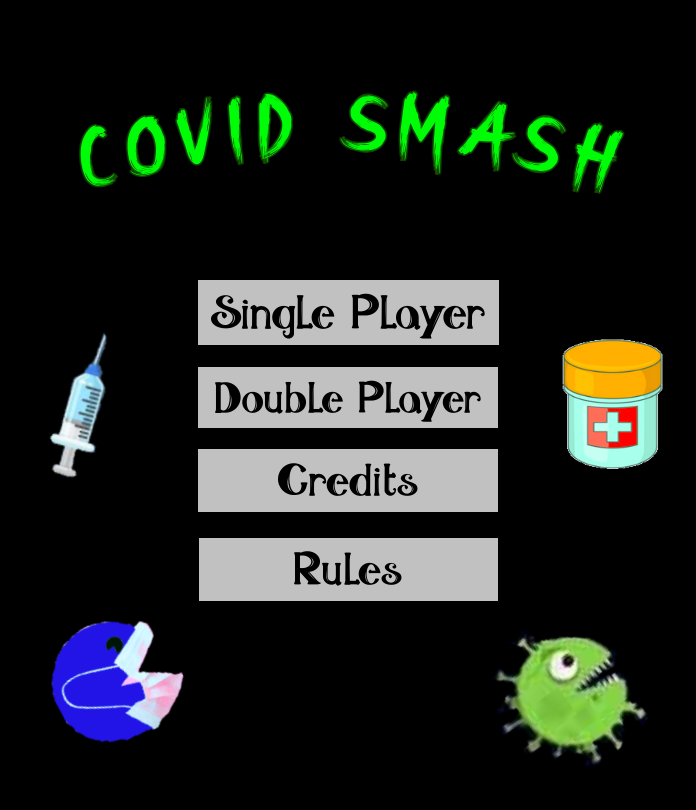 COVID SMASH
Single Player
Double Player
Credits
Rules